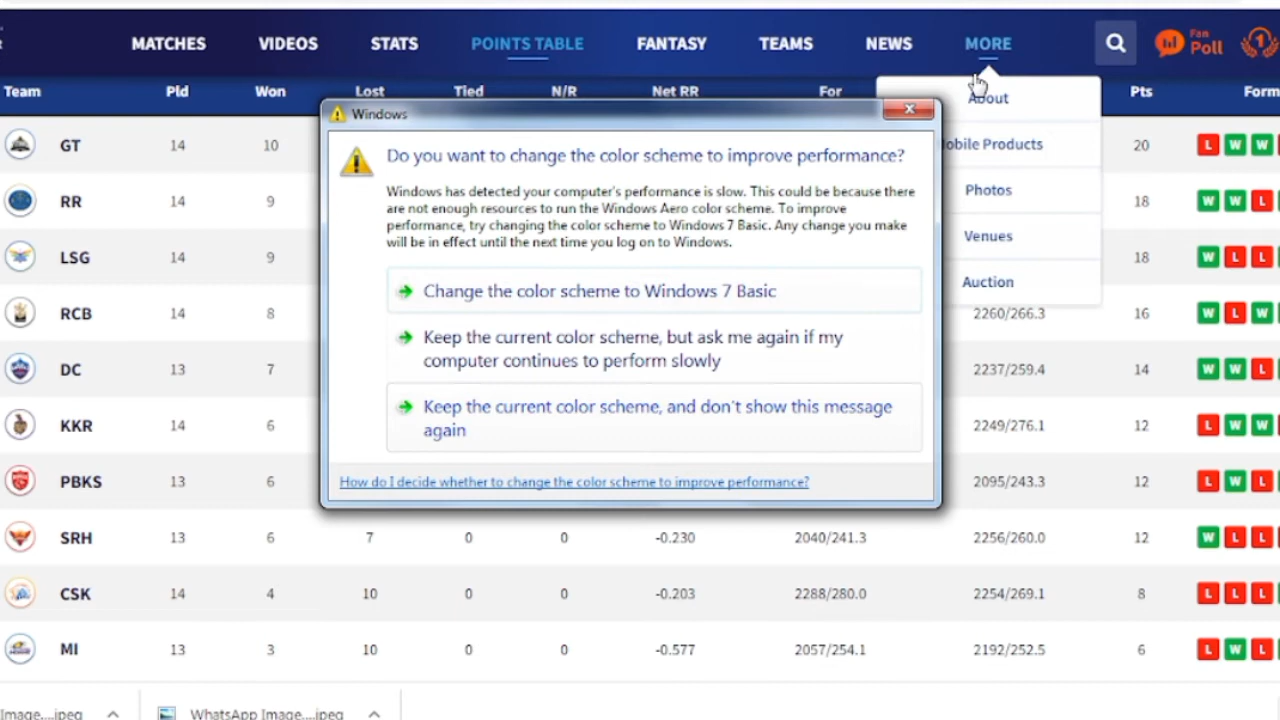 MATCHES VIDEOS STATS POINTS TABLE FANTASY TEAMS NEWS MORE Fan Poll 1
Team Pld Won Lost Tied N/R Net RR For Pts Form
About
GT 14 10 20 L W W
Mobile Products
RR 14 9 18 W W L
Photos
LSG 14 9 18 W L L
Venues
Auction
RCB 14 8 2260/266.3 16 W L W
DC 13 7 2237/259.4 14 W W L
KKR 14 6 2249/276.1 12 L W W
PBKS 13 6 2095/243.3 12 L W L
SRH 13 6 7 0 0 -0.230 2040/241.3 2256/260.0 12 W L L
CSK 14 4 10 0 0 -0.203 2288/280.0 2254/269.1 8 L L L
MI 13 3 10 0 0 -0.577 2057/254.1 2192/252.5 6 L W L
Windows
Do you want to change the color scheme to improve performance?
Windows has detected your computer's performance is slow. This could be because there
are not enough resources to run the Windows Aero color scheme. To improve
performance, try changing the color scheme to Windows 7 Basic. Any change you make
will be in effect until the next time you log on to Windows.
Change the color scheme to Windows 7 Basic
Keep the current color scheme, but ask me again if my
computer continues to perform slowly
Keep the current color scheme, and don't show this message
again
How do I decide whether to change the color scheme to improve performance?
Image....jpeg WhatsApp Image....jpeg